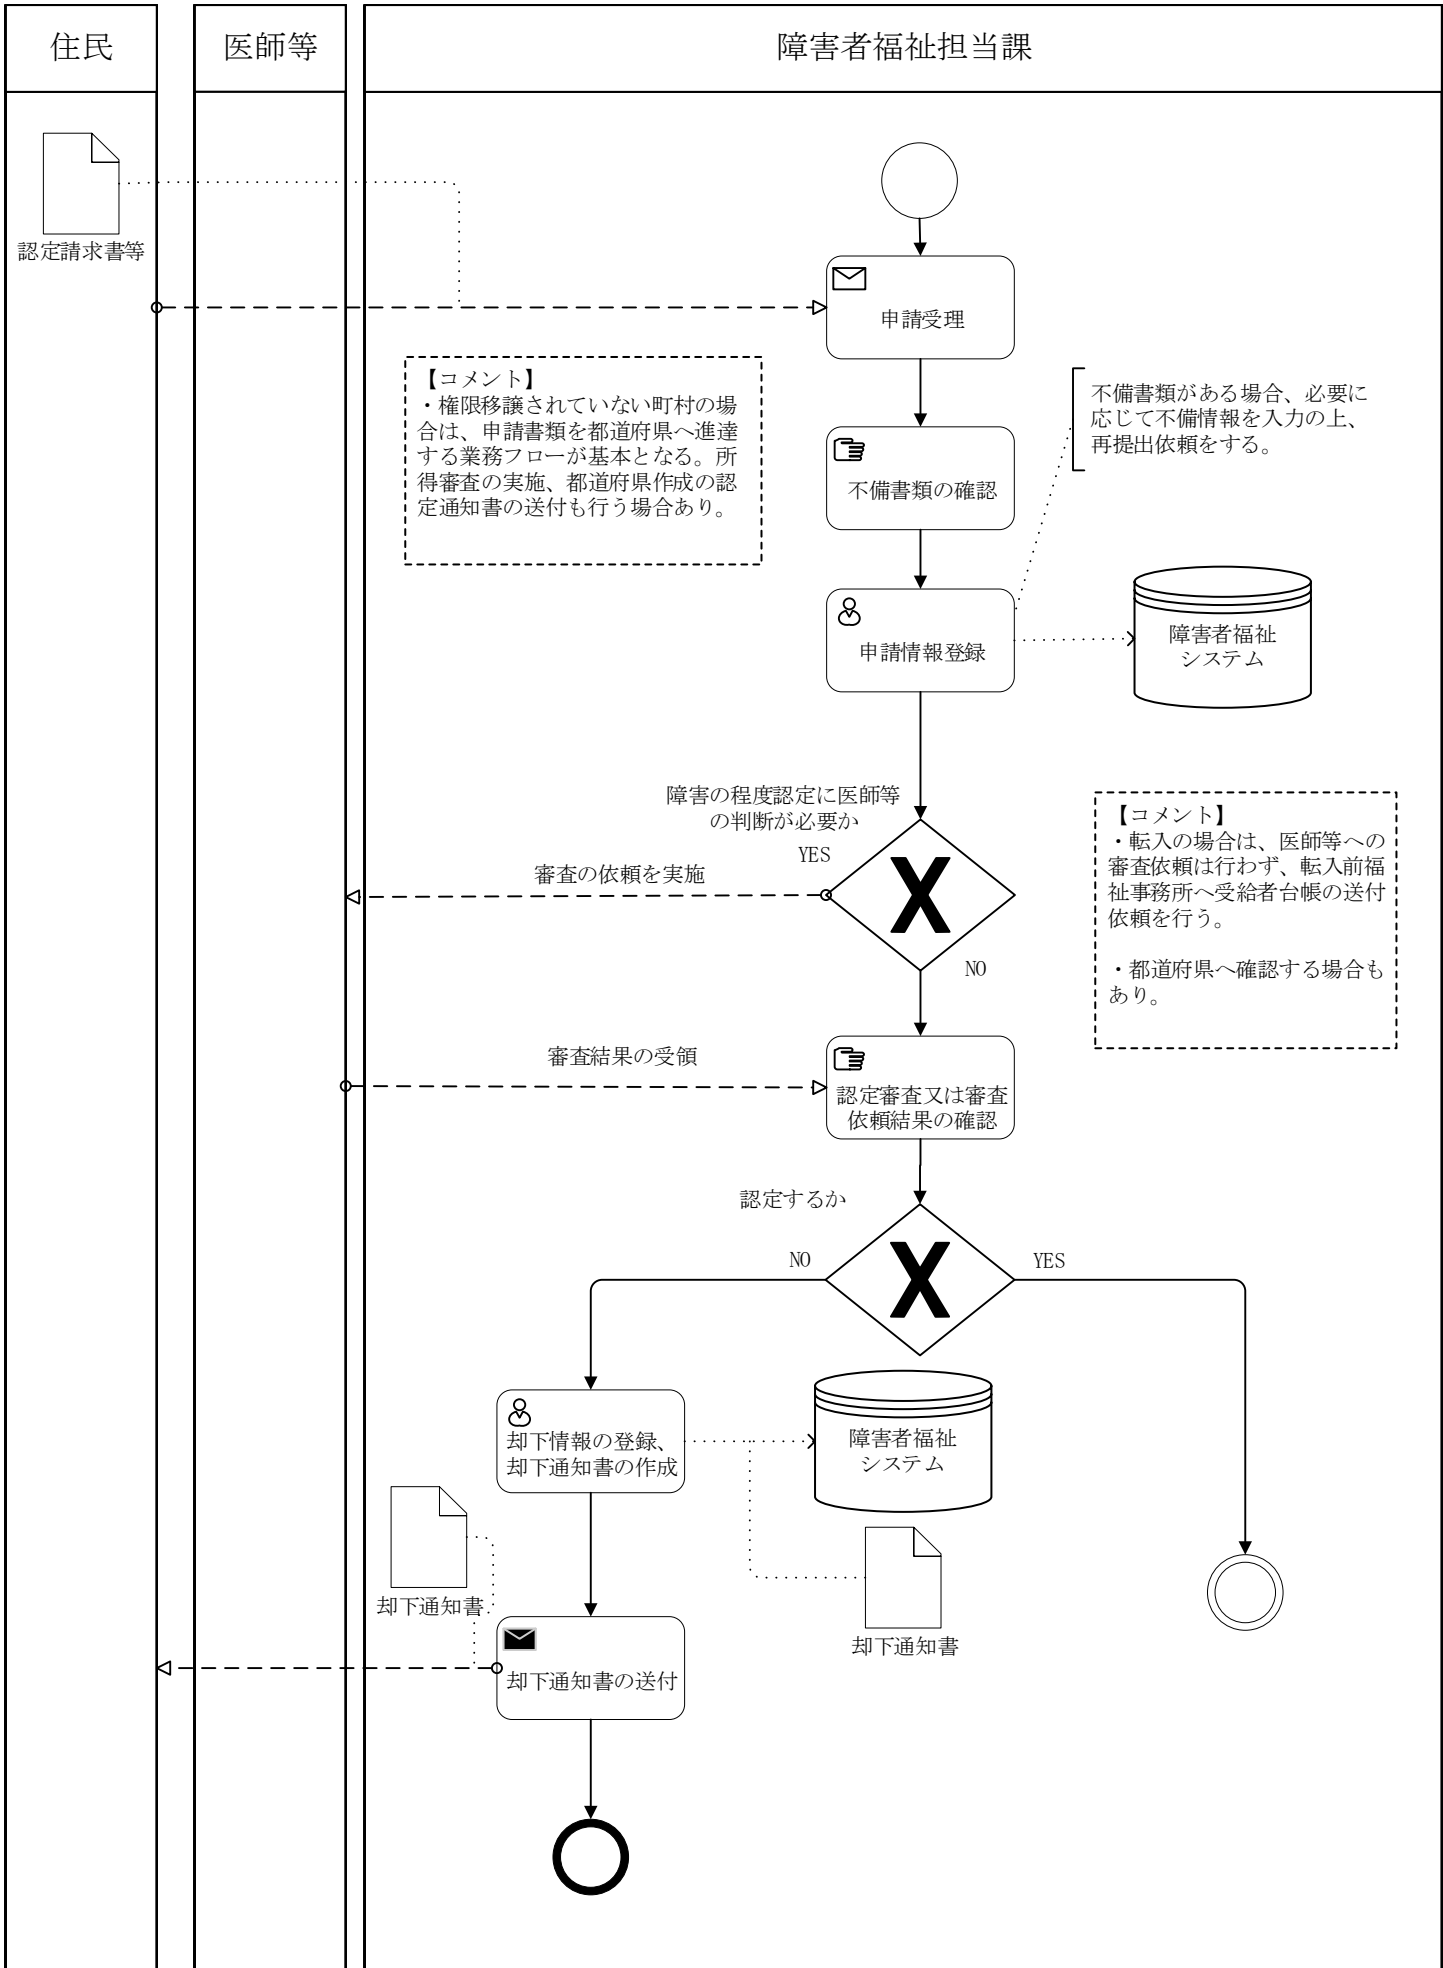 住民
医師等
障害者福祉担当課
認定請求書等
申請受理
【コメント】
・権限移譲されていない町村の場
合は、申請書類を都道府県へ進達
する業務フローが基本となる。所
得審査の実施、都道府県作成の認
定通知書の送付も行う場合あり。
不備書類がある場合、必要に
応じて不備情報を入力の上、
再提出依頼をする。
不備書類の確認
申請情報登録
障害者福祉
システム
障害の程度認定に医師等
の判断が必要か
YES
審査の依頼を実施
NO
【コメント】
・転入の場合は、医師等への
審査依頼は行わず、転入前福
祉事務所へ受給者台帳の送付
依頼を行う。
・都道府県へ確認する場合も
あり。
審査結果の受領
認定審査又は審査
依頼結果の確認
認定するか
NO
YES
却下情報の登録、
却下通知書の作成
障害者福祉
システム
却下通知書
却下通知書
却下通知書の送付